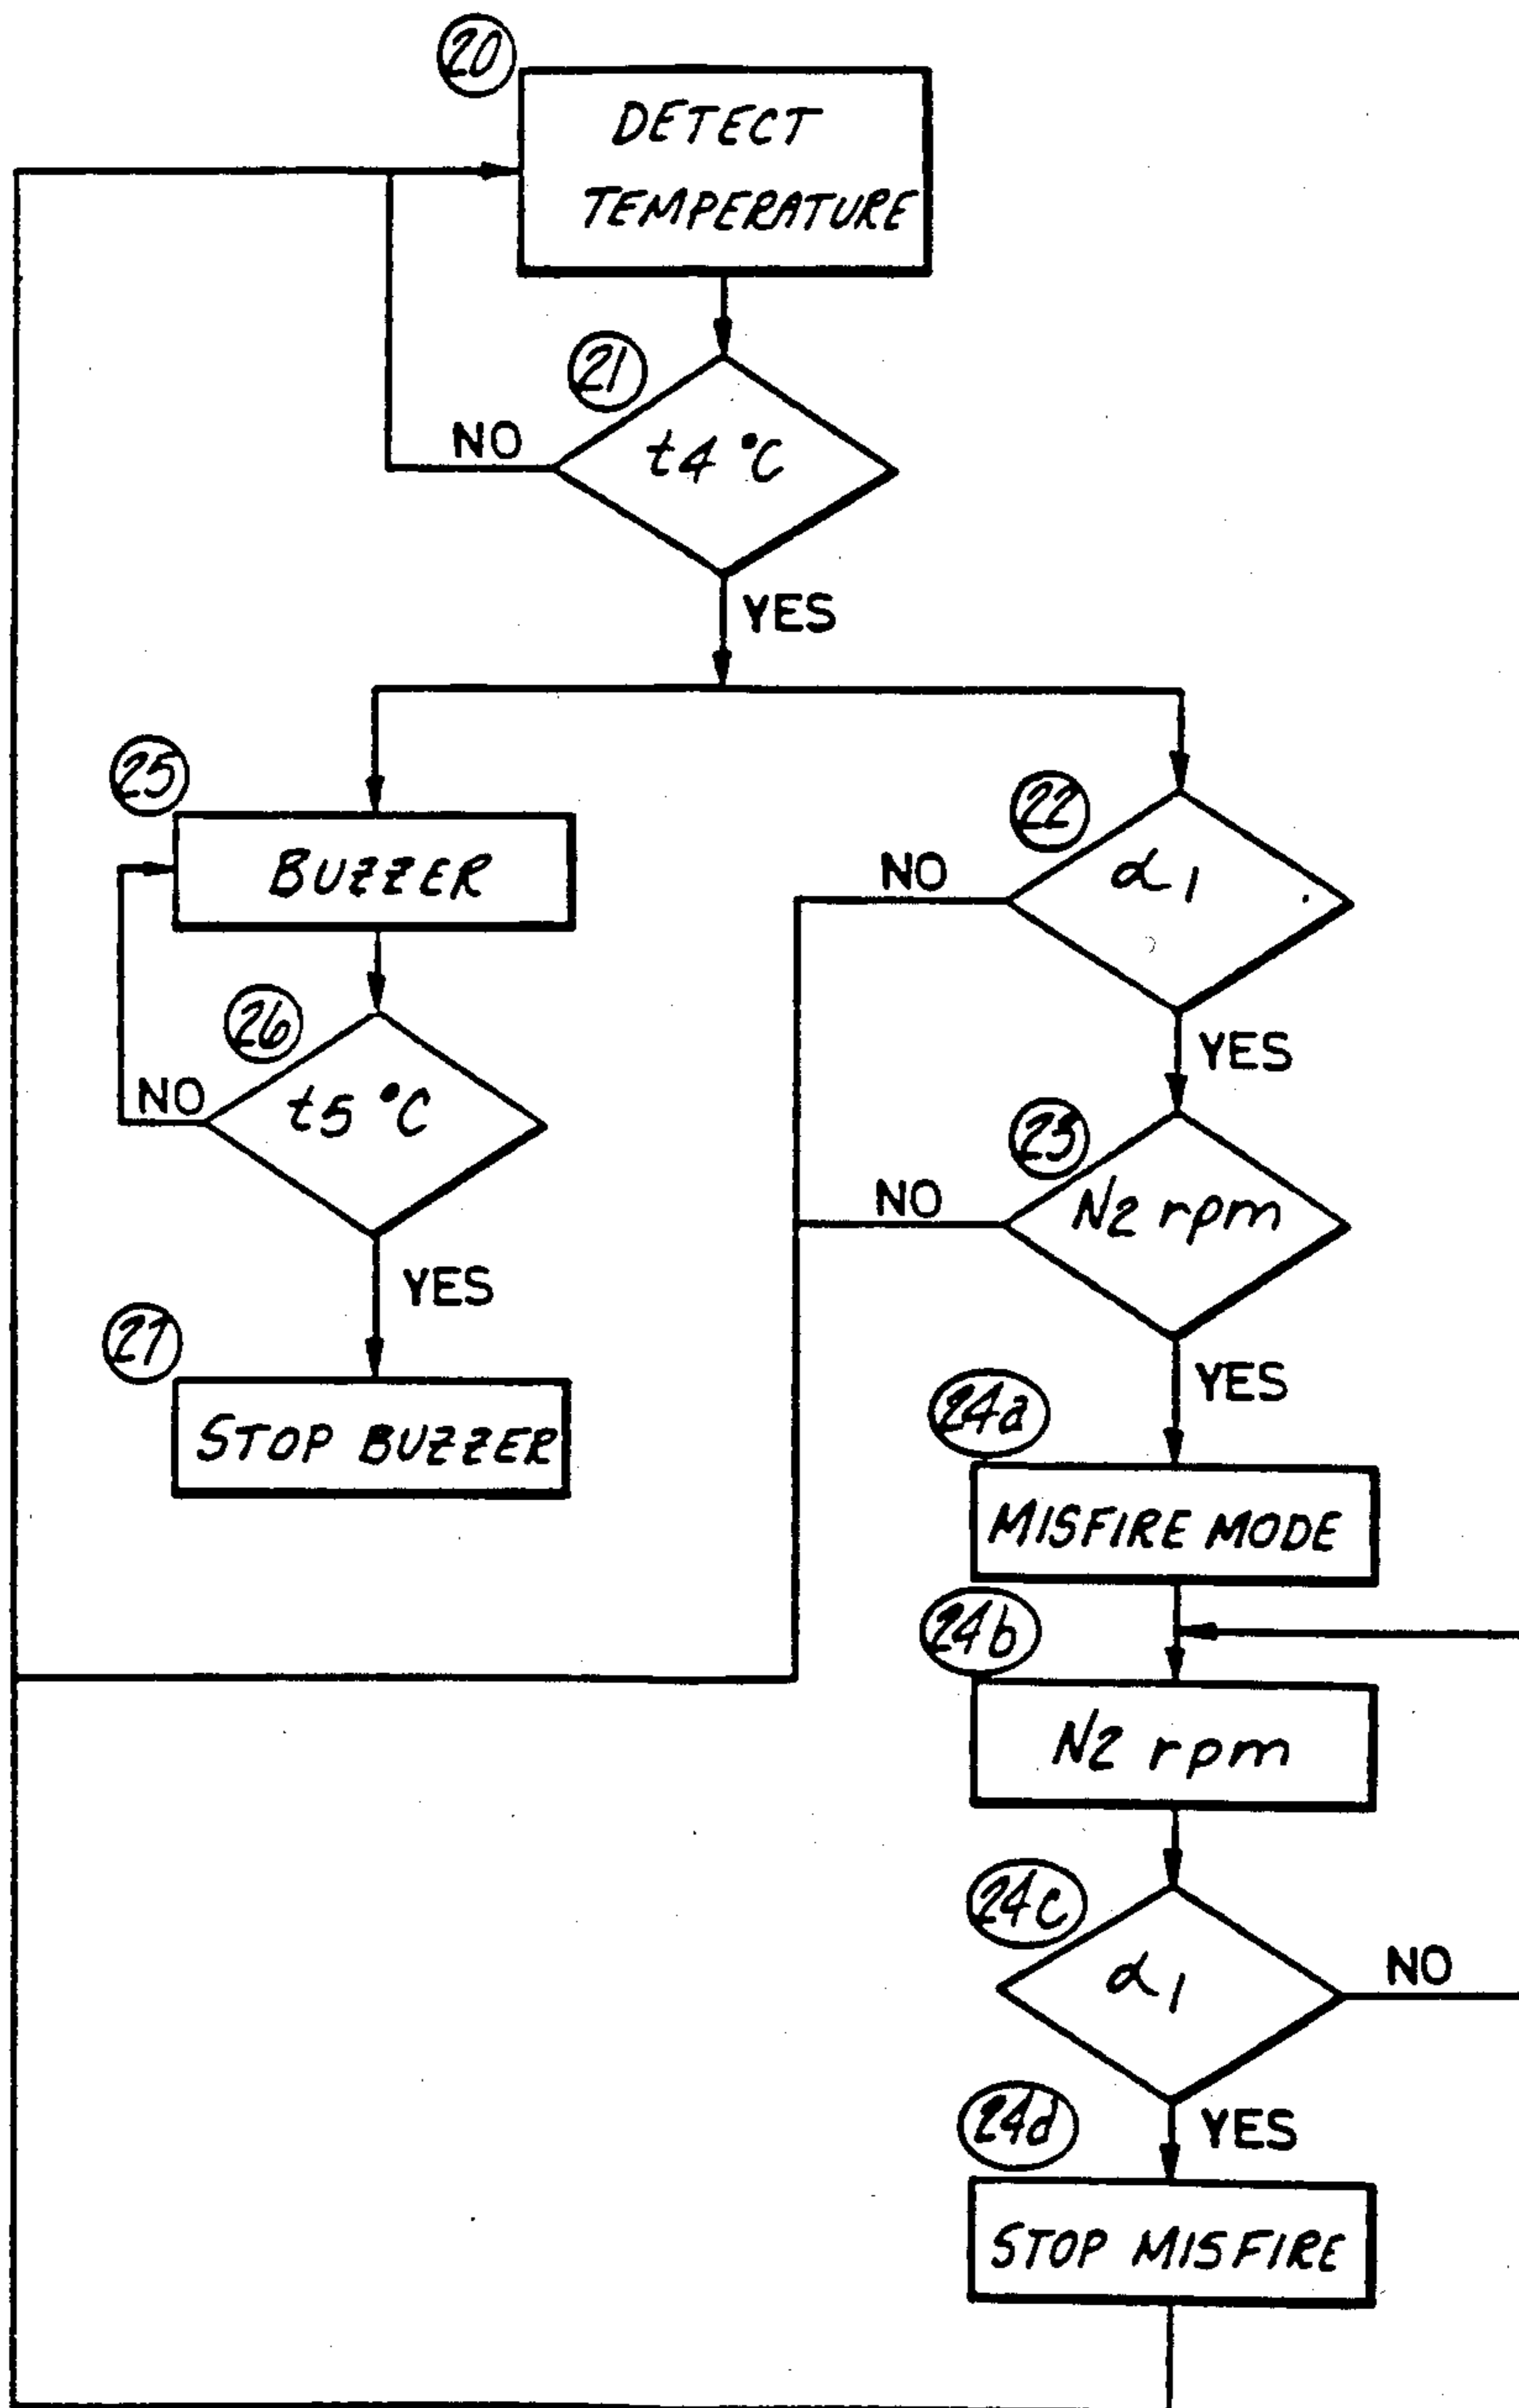 20
DETECT
TEMPERATURE
21
t4 °C
NO
YES
25
BUZZER
26
t5 °C
NO
YES
27
STOP BUZZER
22
α1
NO
YES
23
N2 rpm
NO
YES
24a
MISFIRE MODE
24b
N2 rpm
24c
α1
NO
YES
24d
STOP MISFIRE